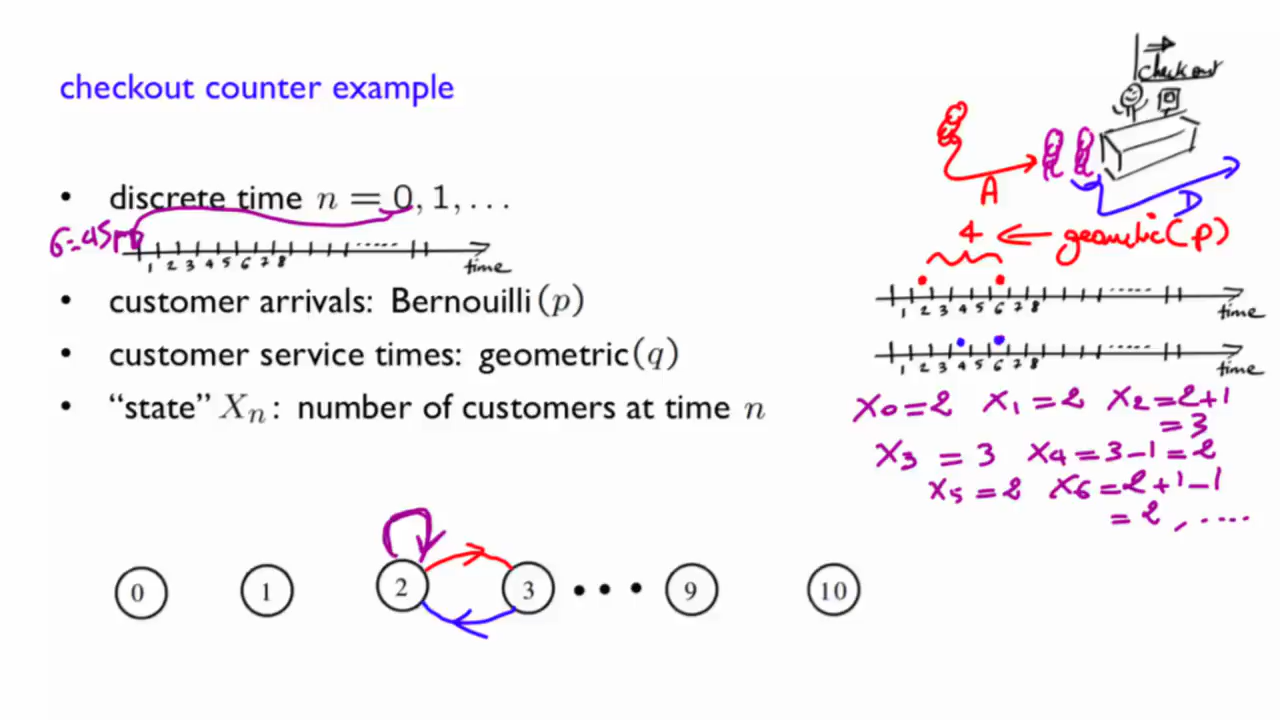 checkout counter example
check out
• discrete time n = 0, 1, . . .
6:45pm
1 2 3 4 5 6 7 8 ..... time
A
D
4 ← geometric(p)
• customer arrivals: Bernouilli(p)
1 2 3 4 5 6 7 8 ..... time
• customer service times: geometric(q)
1 2 3 4 5 6 7 8 ..... time
• “state” Xn: number of customers at time n
X0 = 2 X1 = 2 X2 = 2+1
= 3
X3 = 3 X4 = 3-1 = 2
X5 = 2 X6 = 2+1-1
= 2, .....
0 1 2 3 • • • 9 10